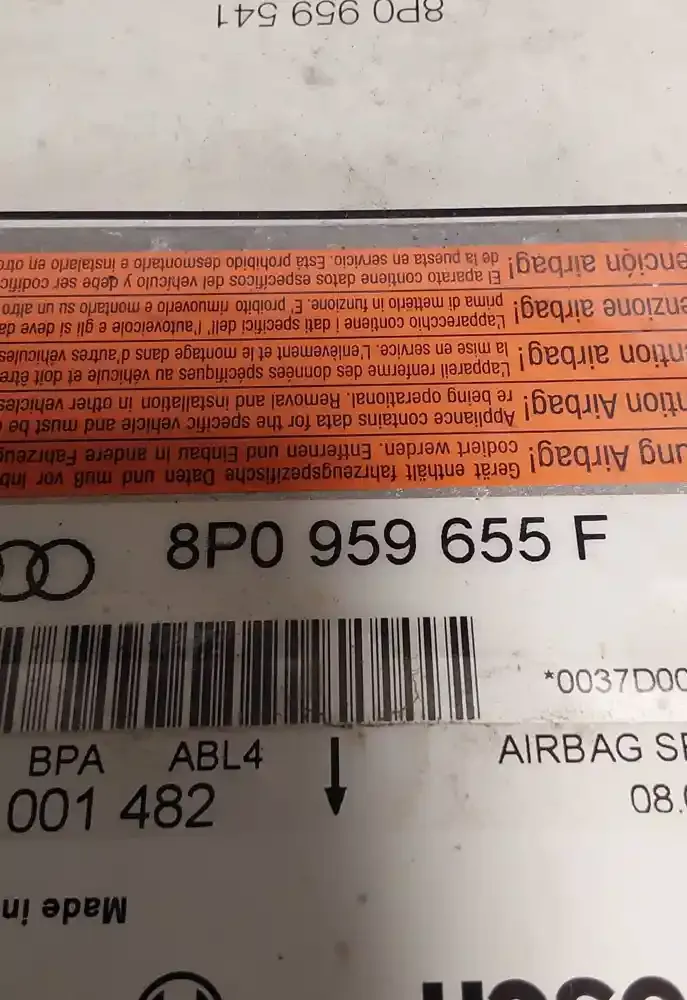 8P0 959 541
ención airbag! El aparato contiene datos específicos del vehículo y debe ser codific
de la puesta en servicio. Está prohibido desmontarlo e instalarlo en otro
enzione airbag! L'apparecchio contiene i dati specifici dell' l'autoveicole e gli si deve da
prima di metterlo in funzione. E' proibito rimuoverlo e montarlo su un altro
ntion airbag! L'appareil renferme des données spécifiques au véhicule et doit être
la mise en service. L'enlèvement et le montage dans d'autres véhicules
ntion Airbag! Appliance contains data for the specific vehicle and must be
re being operational. Removal and installation in other vehicles
ung Airbag! Gerät enthält fahrzeugspezifische Daten und muß vor Inb
codiert werden. Entfernen und Einbau in andere Fahrzeug
8P0 959 655 F
*0037D00
BPA ABL4 AIRBAG SE
001 482 08.
Made in